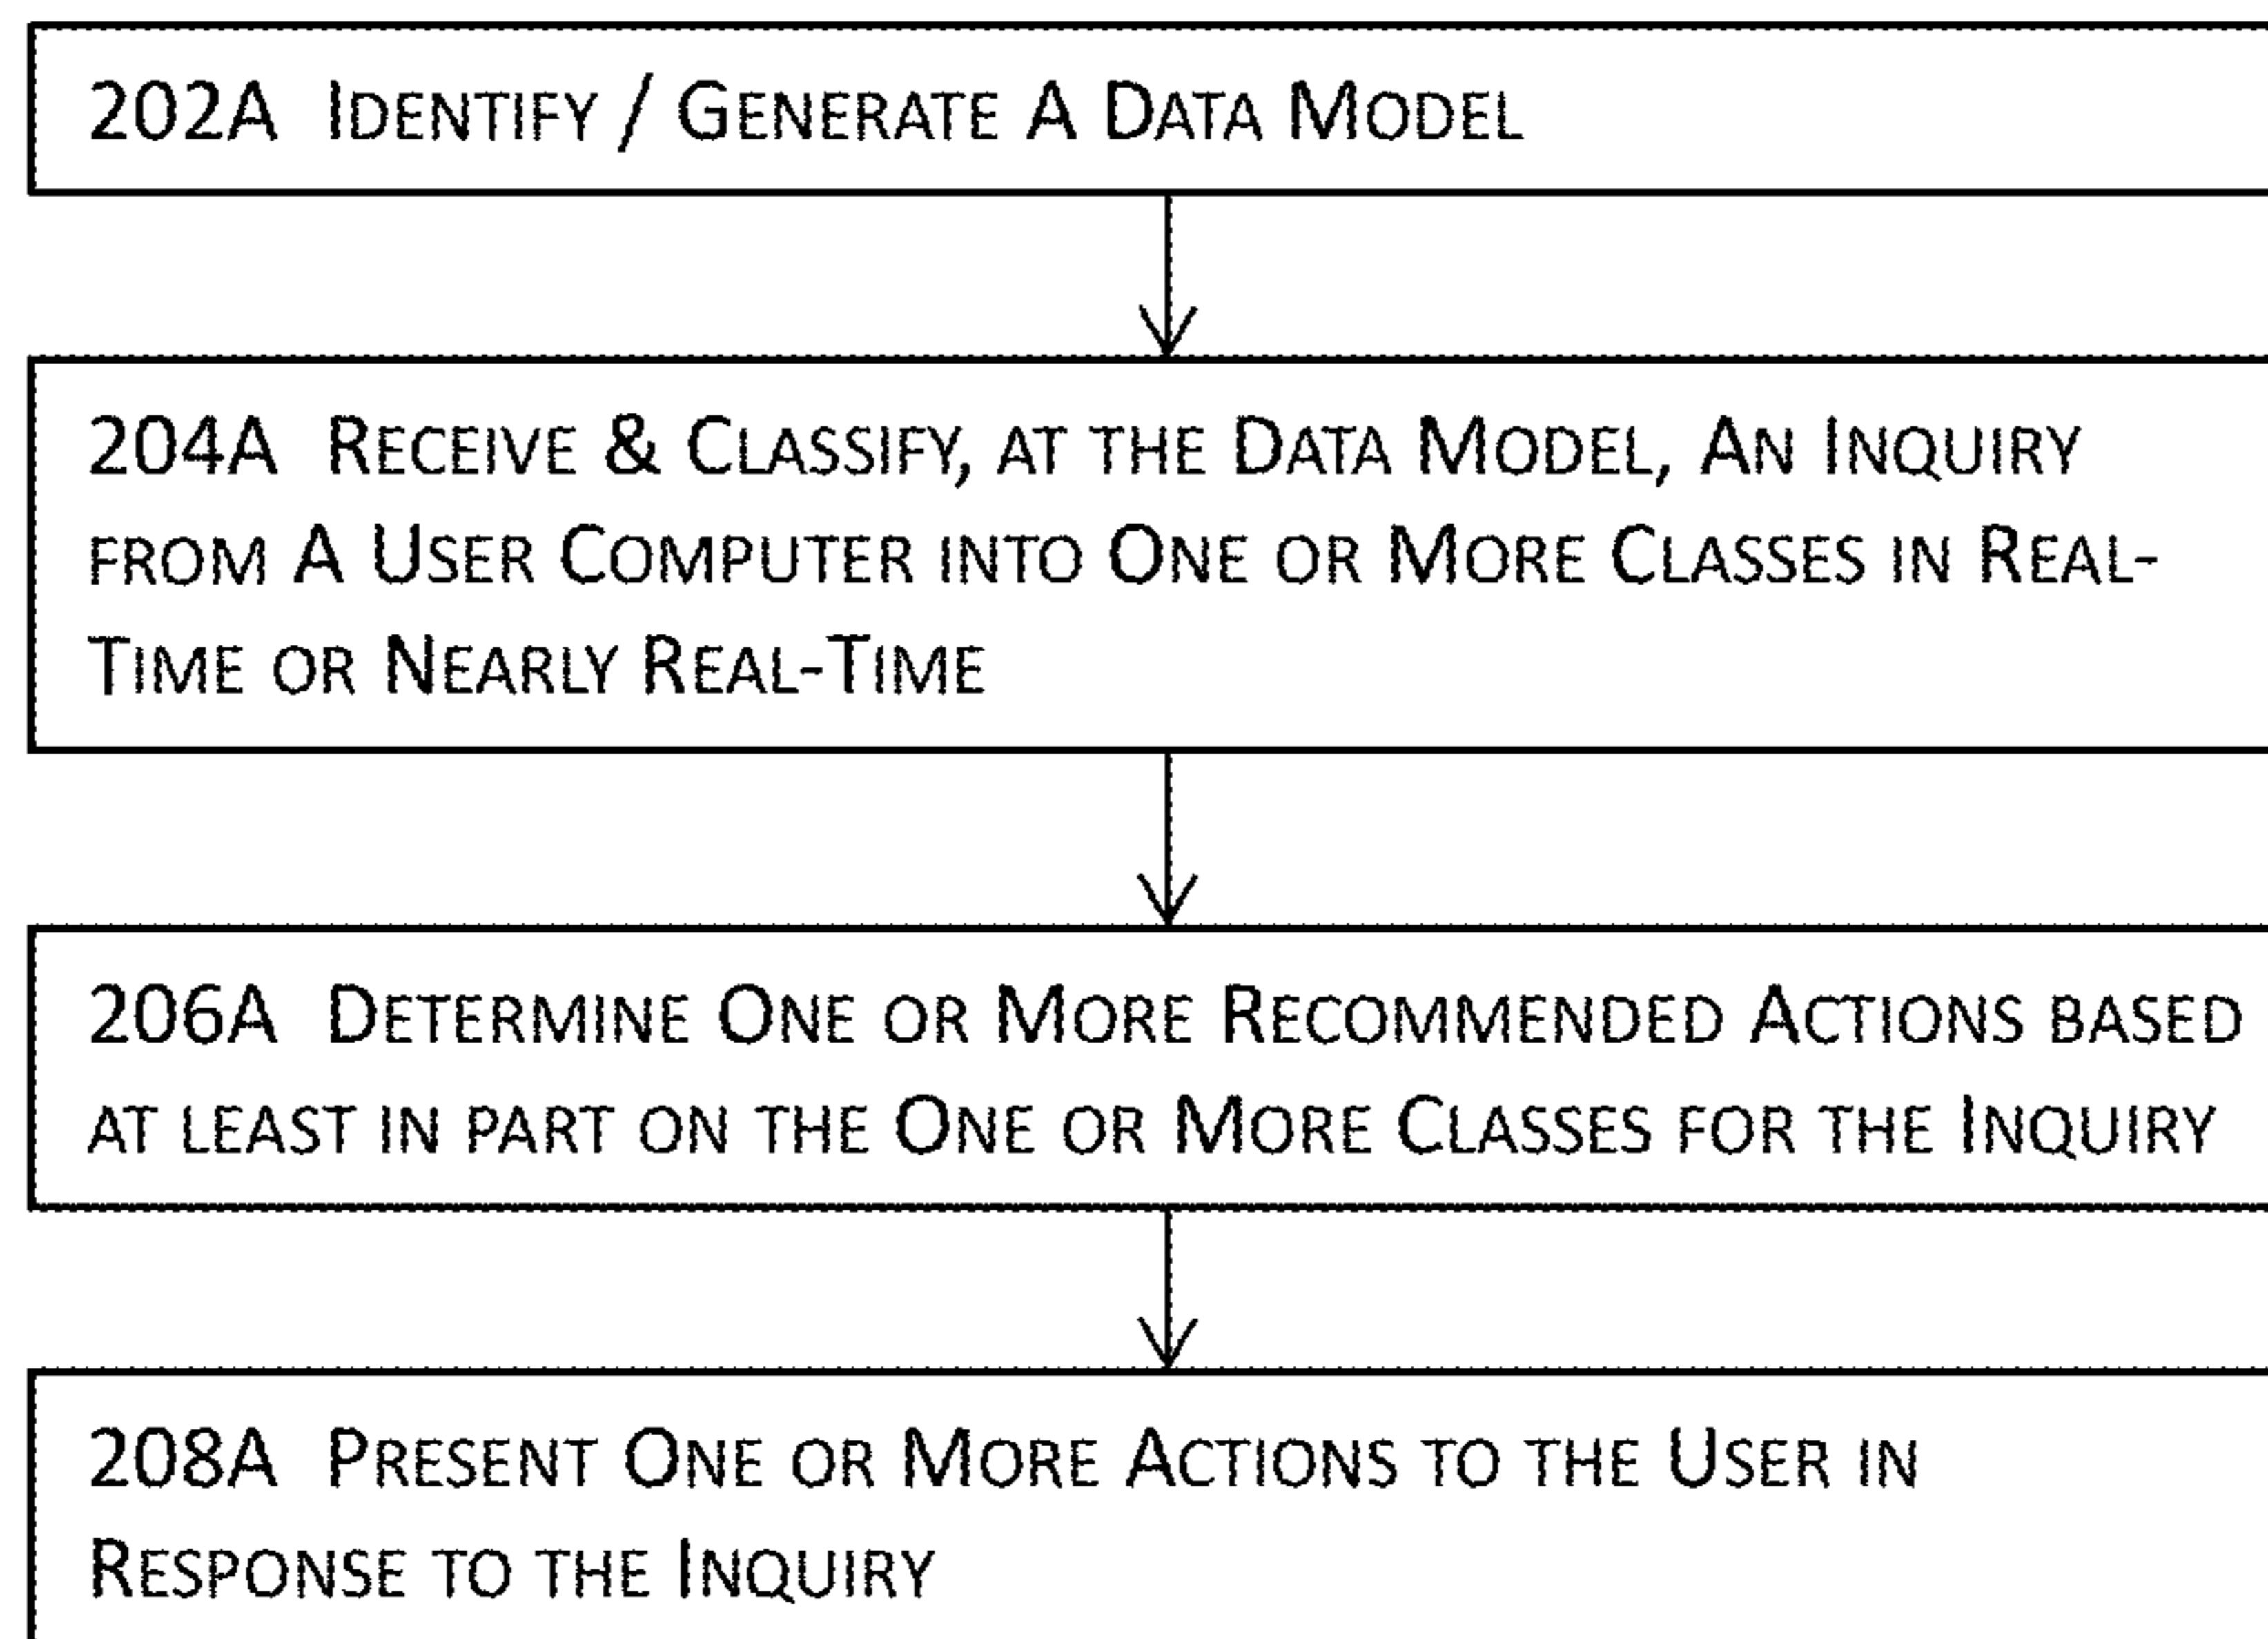 202A Identify / Generate A Data Model
204A Receive & Classify, at the Data Model, An Inquiry
from A User Computer into One or More Classes in Real-
Time or Nearly Real-Time
206A Determine One or More Recommended Actions based
at least in part on the One or More Classes for the Inquiry
208A Present One or More Actions to the User in
Response to the Inquiry